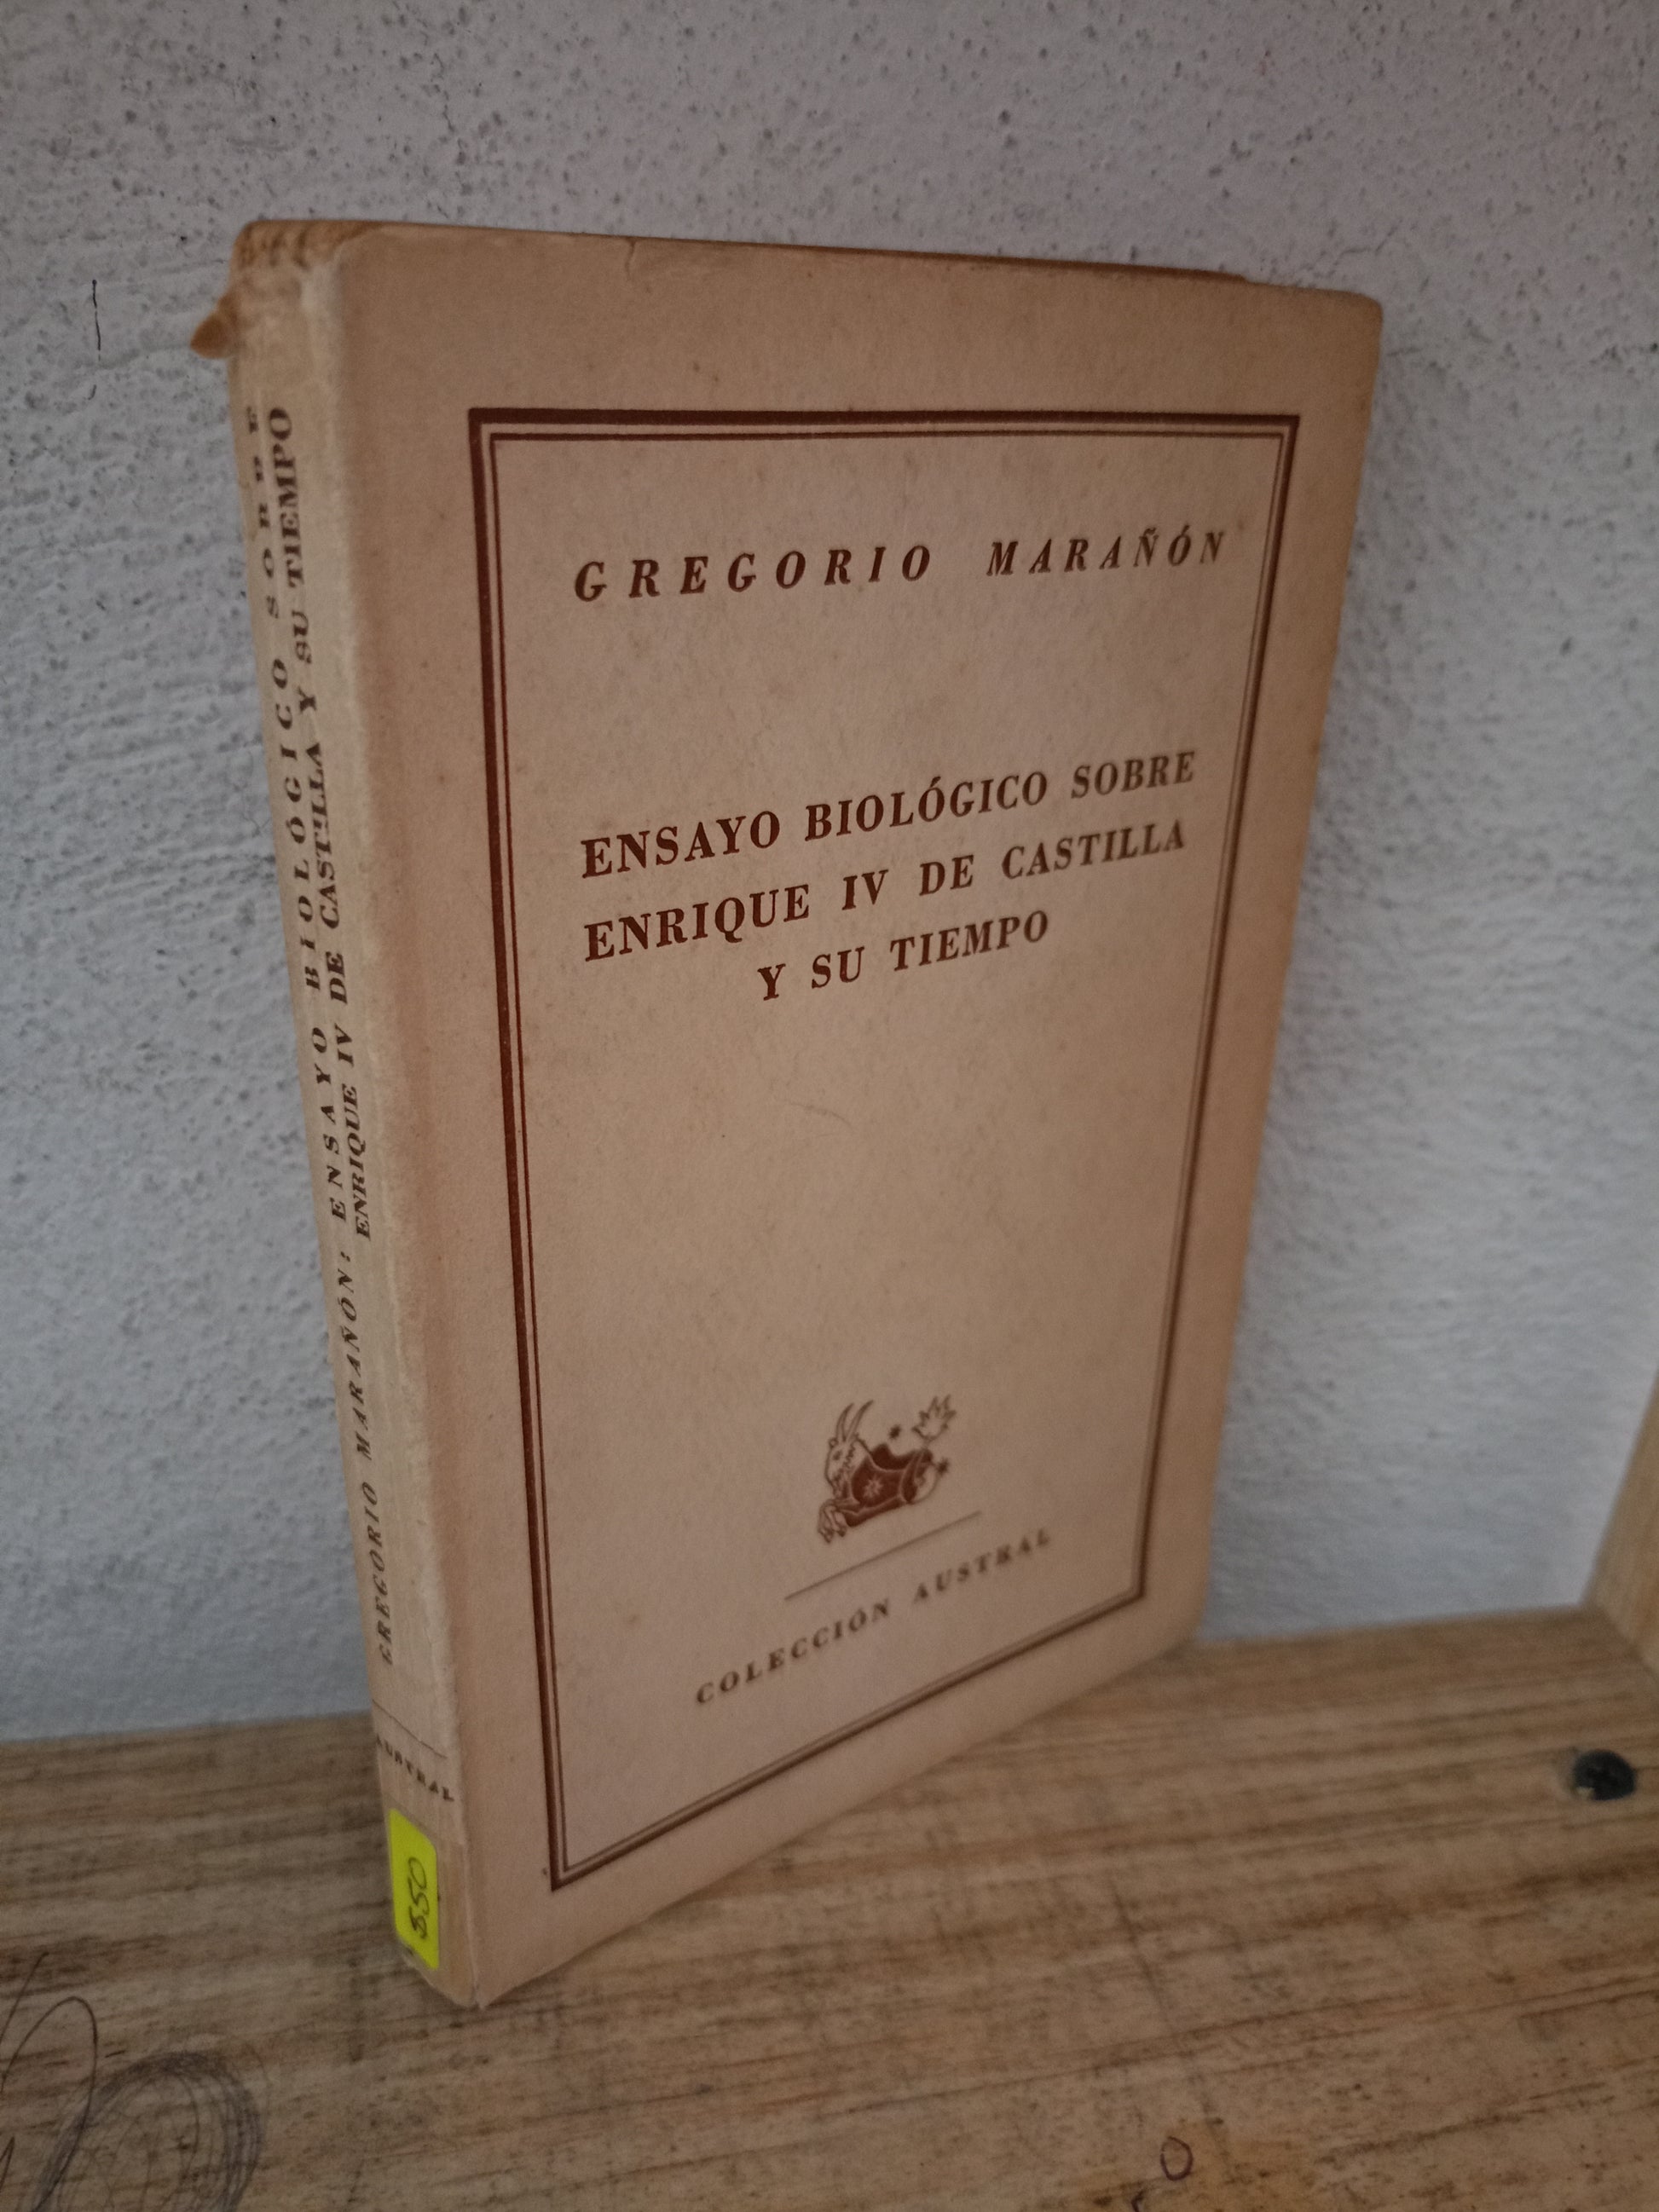 GREGORIO MARAÑÓN
ENSAYO BIOLÓGICO SOBRE
ENRIQUE IV DE CASTILLA
Y SU TIEMPO
COLECCIÓN AUSTRAL
GREGORIO MARAÑÓN: ENSAYO BIOLÓGICO SOBRE
ENRIQUE IV DE CASTILLA Y SU TIEMPO
AUSTRAL
$50